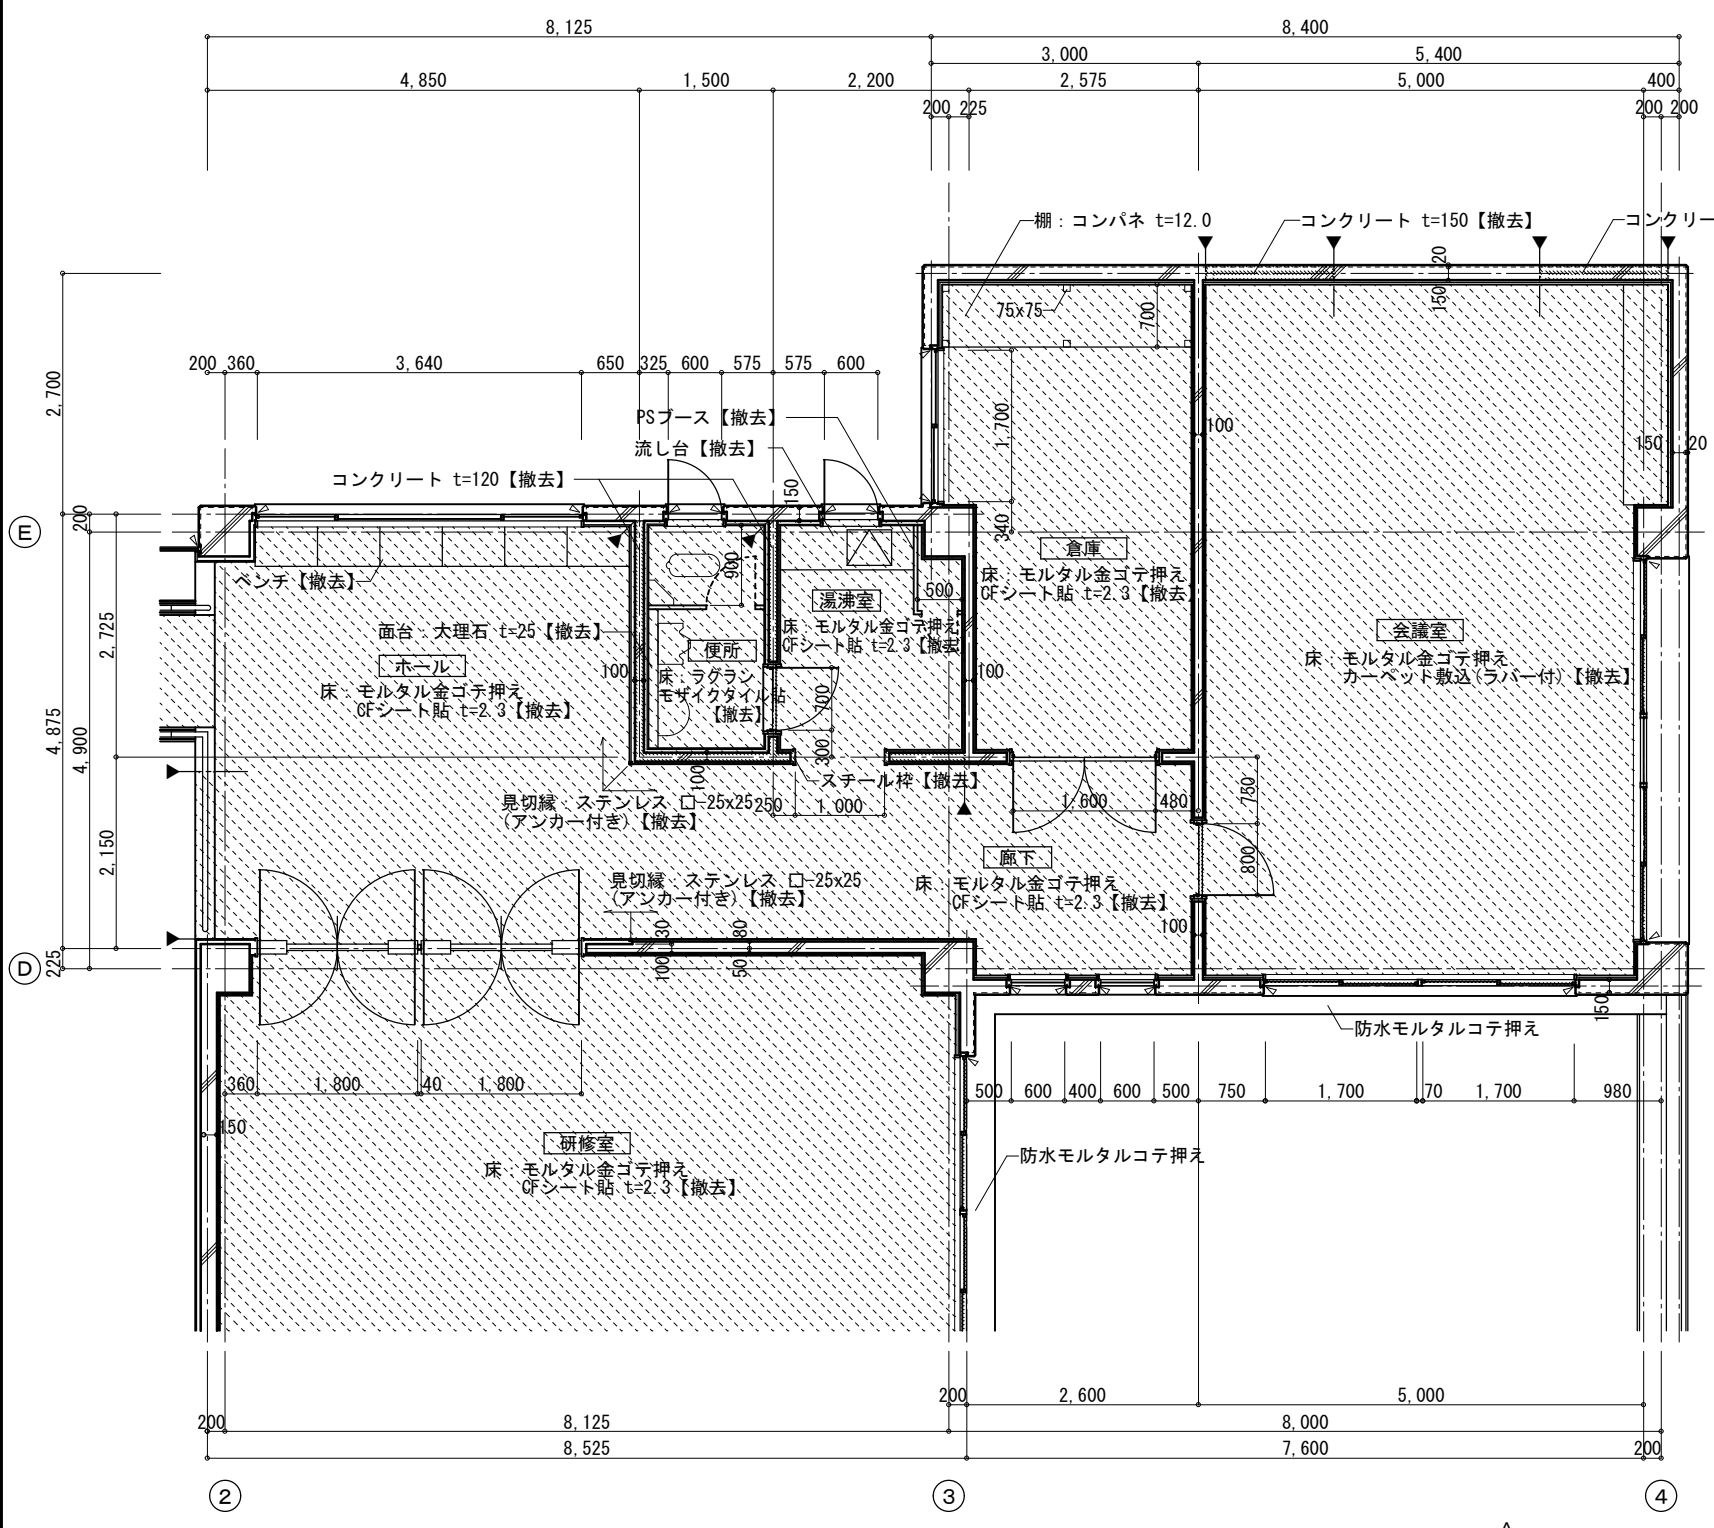 8,125
8,400
3,000
5,400
4,850
1,500
2,200
2,575
5,000
400
200 225
200 200
棚：コンパネ t=12.0
コンクリート t=150【撤去】
コンクリー
20
150
75x75
700
2,700
200 360
3,640
650
325
600
575
575
600
PSブース【撤去】
流し台【撤去】
コンクリート t=120【撤去】
1,700
100
150
20
150
200
E
340
倉庫
床：モルタル金ゴテ押え
CFシート貼 t=2.3【撤去】
ベンチ【撤去】
900
500
湯沸室
床：モルタル金ゴテ押え
CFシート貼 t=2.3【撤去】
会議室
床：モルタル金ゴテ押え
カーペット敷込(ラバー付)【撤去】
2,725
面台：大理石 t=25【撤去】
便所
床：ラグラン
モザイクタイル貼
【撤去】
ホール
床：モルタル金ゴテ押え
CFシート貼 t=2.3【撤去】
100
100
700
300
4,875
4,900
100
スチール枠【撤去】
見切縁：ステンレス ロ-25x25
(アンカー付き)【撤去】
250
1,000
1,600
480
750
2,150
800
廊下
床：モルタル金ゴテ押え
CFシート貼 t=2.3【撤去】
見切縁：ステンレス ロ-25x25
(アンカー付き)【撤去】
100
30
80
100
50
D
225
150
防水モルタルコテ押え
360
1,800
40
1,800
500
600
400
600
500
750
1,700
70
1,700
980
150
研修室
床：モルタル金ゴテ押え
CFシート貼 t=2.3【撤去】
防水モルタルコテ押え
200
2,600
5,000
200
8,125
8,000
8,525
7,600
200
2
3
4